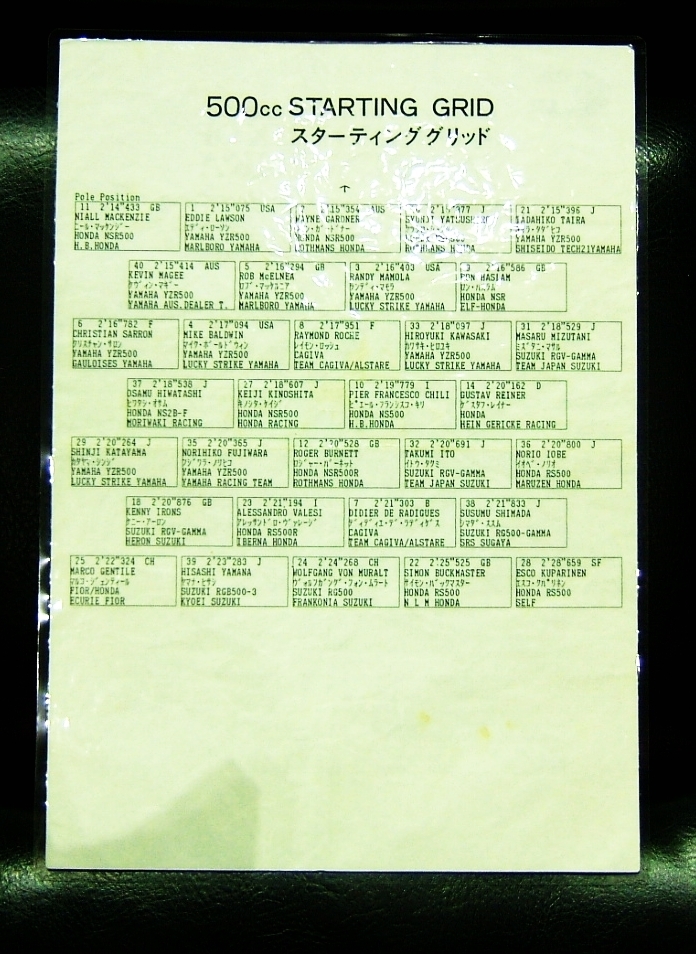 500cc STARTING GRID
スターティンググリッド
↑
Pole Position
11 2'14"433 GB
NIALL MACKENZIE
ニール・マッケンジー
HONDA NSR500
H.B.HONDA
1 2'15"075 USA
EDDIE LAWSON
エディ・ローソン
YAMAHA YZR500
MARLBORO YAMAHA
2 2'15"354 AUS
WAYNE GARDNER
HONDA NSR500
ROTHMANS HONDA
J
HONDA
21 2'15"396 J
TADAHIKO TAIRA
タイラ・タダヒコ
YAMAHA YZR500
SHISEIDO TECH21YAMAHA
40 2'15"414 AUS
KEVIN MAGEE
ケヴィン・マギー
YAMAHA YZR500
YAMAHA AUS.DEALER T.
5 2'16"294 GB
ROB McELNEA
ロブ・マッケルニア
YAMAHA YZR500
MARLBORO YAMAHA
3 2'16"403 USA
RANDY MAMOLA
ランディ・マモラ
YAMAHA YZR500
LUCKY STRIKE YAMAHA
2'16"586 GB
RON HASLAM
ロン・ハスラム
HONDA NSR
ELF-HONDA
6 2'16"782 F
CHRISTIAN SARRON
クリスチャン・サロン
YAMAHA YZR500
GAULOISES YAMAHA
4 2'17"094 USA
MIKE BALDWIN
マイク・ボールドウィン
YAMAHA YZR500
LUCKY STRIKE YAMAHA
8 2'17"951 F
RAYMOND ROCHE
レイモン・ロッシュ
CAGIVA
TEAM CAGIVA/ALSTARE
33 2'18"097 J
HIROYUKI KAWASAKI
カワサキ・ヒロユキ
YAMAHA YZR500
LUCKY STRIKE YAMAHA
31 2'18"529 J
MASARU MIZUTANI
ミズタニ・マサル
SUZUKI RGV-GAMMA
TEAM JAPAN SUZUKI
37 2'18"538 J
OSAMU HIWATASHI
ヒワタシ・オサム
HONDA NS2B-F
MORIWAKI RACING
27 2'18"607 J
KEIJI KINOSHITA
キノシタ・ケイジ
HONDA NSR500
HONDA RACING
10 2'19"779 I
PIER FRANCESCO CHILI
ピエール・フランシスコ・キリ
HONDA NS500
H.B.HONDA
14 2'20"162 D
GUSTAV REINER
グスタフ・レイナー
HONDA
HEIN GERICKE RACING
29 2'20"264 J
SHINJI KATAYAMA
カタヤマ・シンジ
YAMAHA YZR500
LUCKY STRIKE YAMAHA
35 2'20"365 J
NORIHIKO FUJIWARA
フジワラ・ノリヒコ
YAMAHA YZR500
YAMAHA RACING TEAM
12 2'20"528 GB
ROGER BURNETT
ロジャー・バーネット
HONDA NSR500R
ROTHMANS HONDA
32 2'20"691 J
TAKUMI ITO
イトウ・タクミ
SUZUKI RGV-GAMMA
TEAM JAPAN SUZUKI
36 2'20"800 J
NORIO IOBE
イオベ・ノリオ
HONDA RS500
MARUZEN HONDA
18 2'20"876 GB
KENNY IRONS
ケニー・アーロン
SUZUKI RGV-GAMMA
HERON SUZUKI
23 2'21"194 I
ALESSANDRO VALESI
アレッサンドロ・ヴァレージ
HONDA RS500R
IBERNA HONDA
7 2'21"303 B
DIDIER DE RADIGUES
ディディエ・デ・ラディゲス
CAGIVA
TEAM CAGIVA/ALSTARE
38 2'21"833 J
SUSUMU SHIMADA
シマダ・ススム
SUZUKI RG500-GAMMA
SRS SUGAYA
25 2'22"324 CH
MARCO GENTILE
マルコ・ジェンティール
FIOR/HONDA
ECURIE FIOR
39 2'23"283 J
HISASHI YAMANA
ヤマナ・ヒサシ
SUZUKI RGB500-3
KYOEI SUZUKI
24 2'24"268 CH
WOLFGANG VON MURALT
ヴォルフガング・フォン・ムラート
SUZUKI RG500
FRANKONIA SUZUKI
22 2'25"525 GB
SIMON BUCKMASTER
サイモン・バックマスター
HONDA RS500
N L M HONDA
28 2'28"659 SF
ESCO KUPARINEN
エスコ・クパリネン
HONDA RS500
SELF